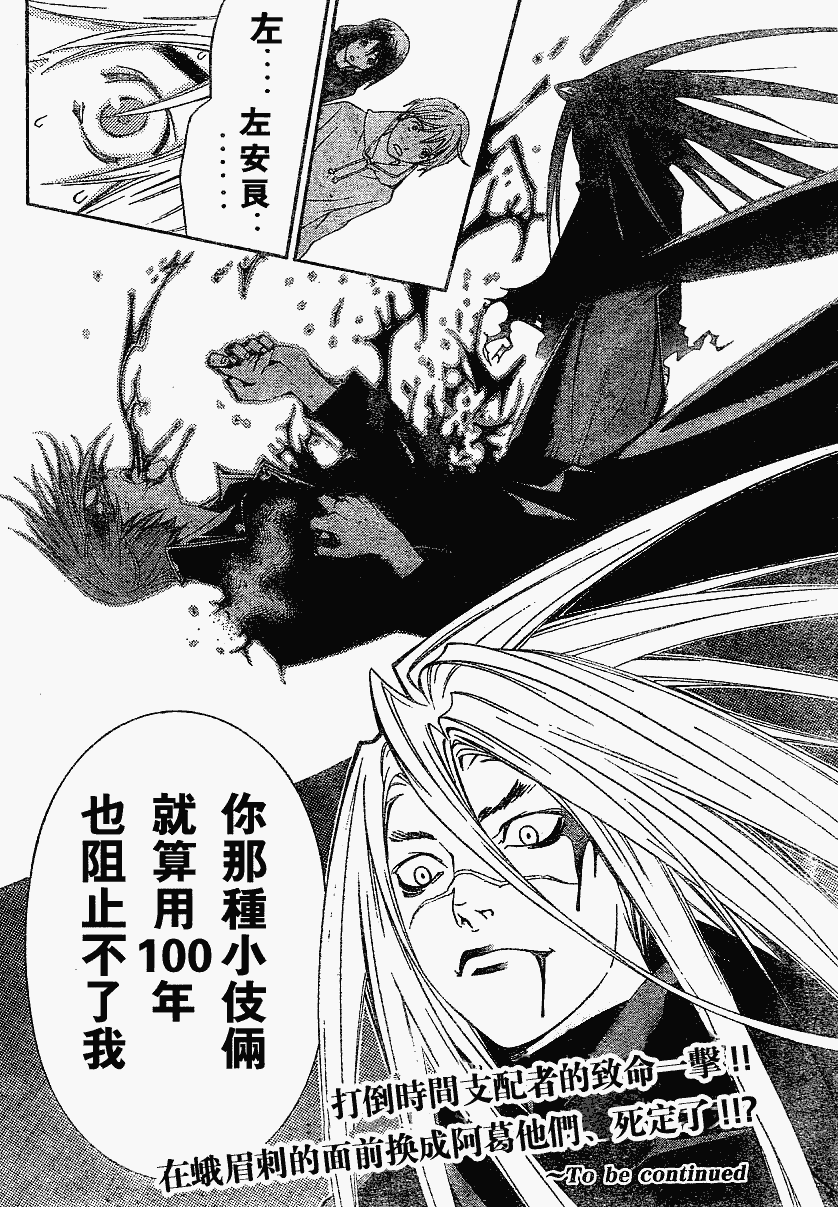 左‥‥
左安良‥
‥‥‥
你那種小伎倆
就算用100年
也阻止不了我
打倒時間支配者的致命一擊!!
在蛾眉刺的面前換成阿葛他們、死定了!!?
~To be continued